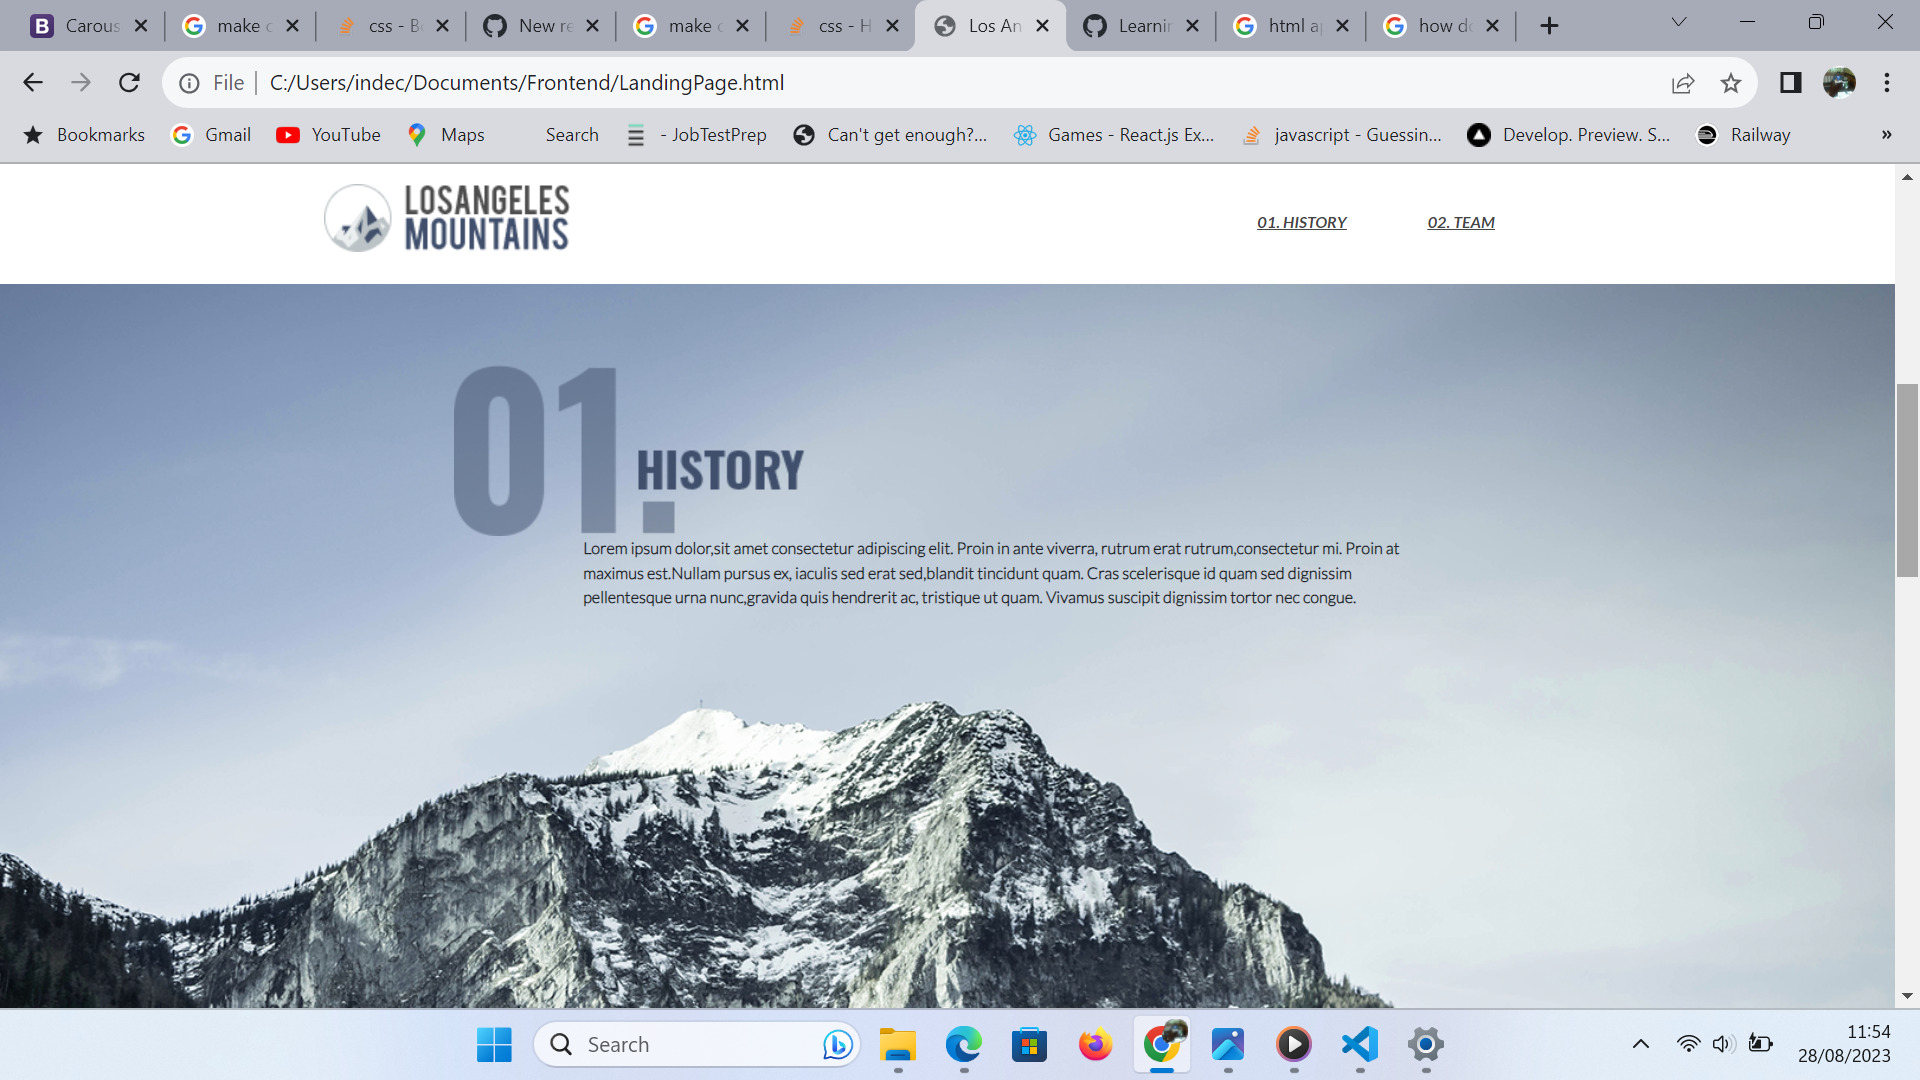 Carous
make c
css - Bo
New re
make c
css - H
Los An
Learnin
html ap
how do
File
C:/Users/indec/Documents/Frontend/LandingPage.html
Bookmarks
Gmail
YouTube
Maps
Search
- JobTestPrep
Can't get enough?...
Games - React.js Ex...
javascript - Guessin...
Develop. Preview. S...
Railway
»
LOSANGELES
MOUNTAINS
01. HISTORY
02. TEAM
01.
HISTORY
Lorem ipsum dolor,sit amet consectetur adipiscing elit. Proin in ante viverra, rutrum erat rutrum,consectetur mi. Proin at
maximus est.Nullam pursus ex, iaculis sed erat sed,blandit tincidunt quam. Cras scelerisque id quam sed dignissim
pellentesque urna nunc,gravida quis hendrerit ac, tristique ut quam. Vivamus suscipit dignissim tortor nec congue.
Search
11:54
28/08/2023